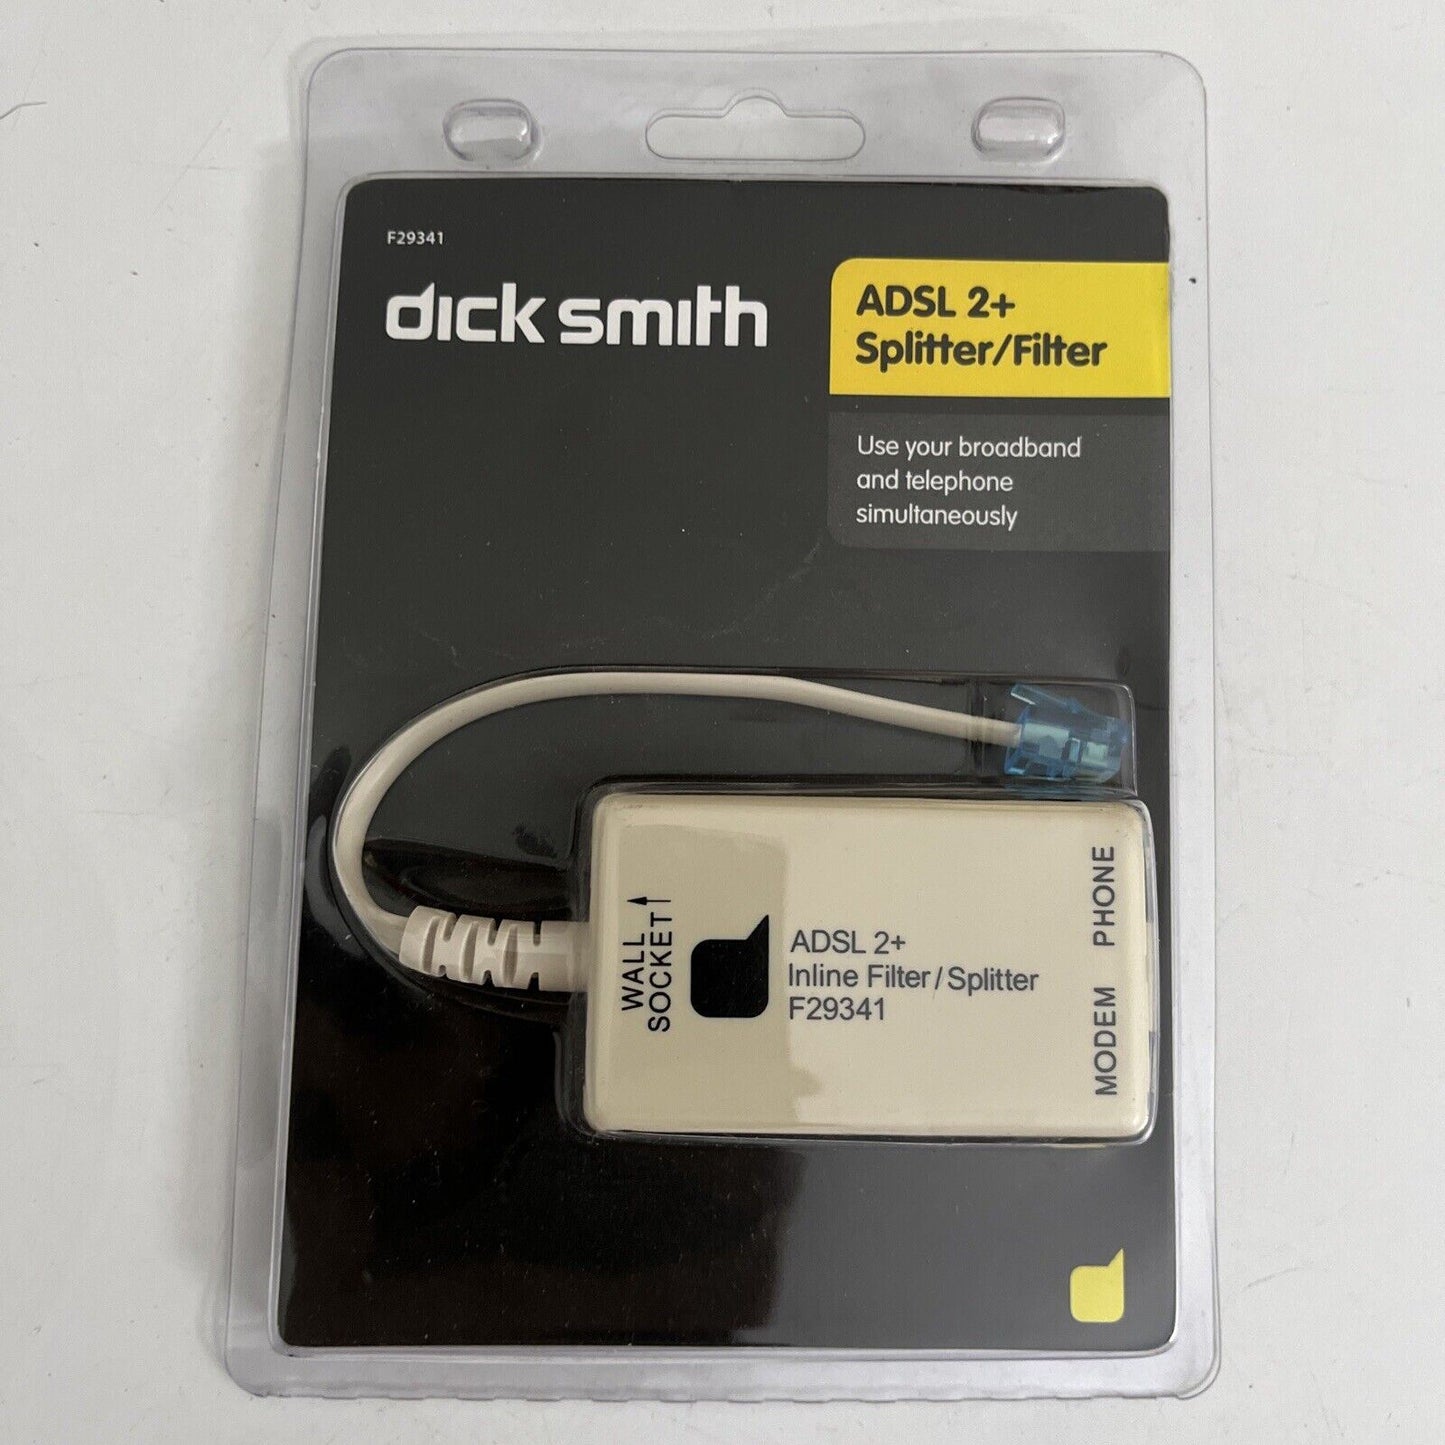 F29341
dick smith
ADSL 2+
Splitter/Filter
Use your broadband
and telephone
simultaneously
WALL
SOCKET
ADSL 2+
Inline Filter/Splitter
F29341
MODEM PHONE